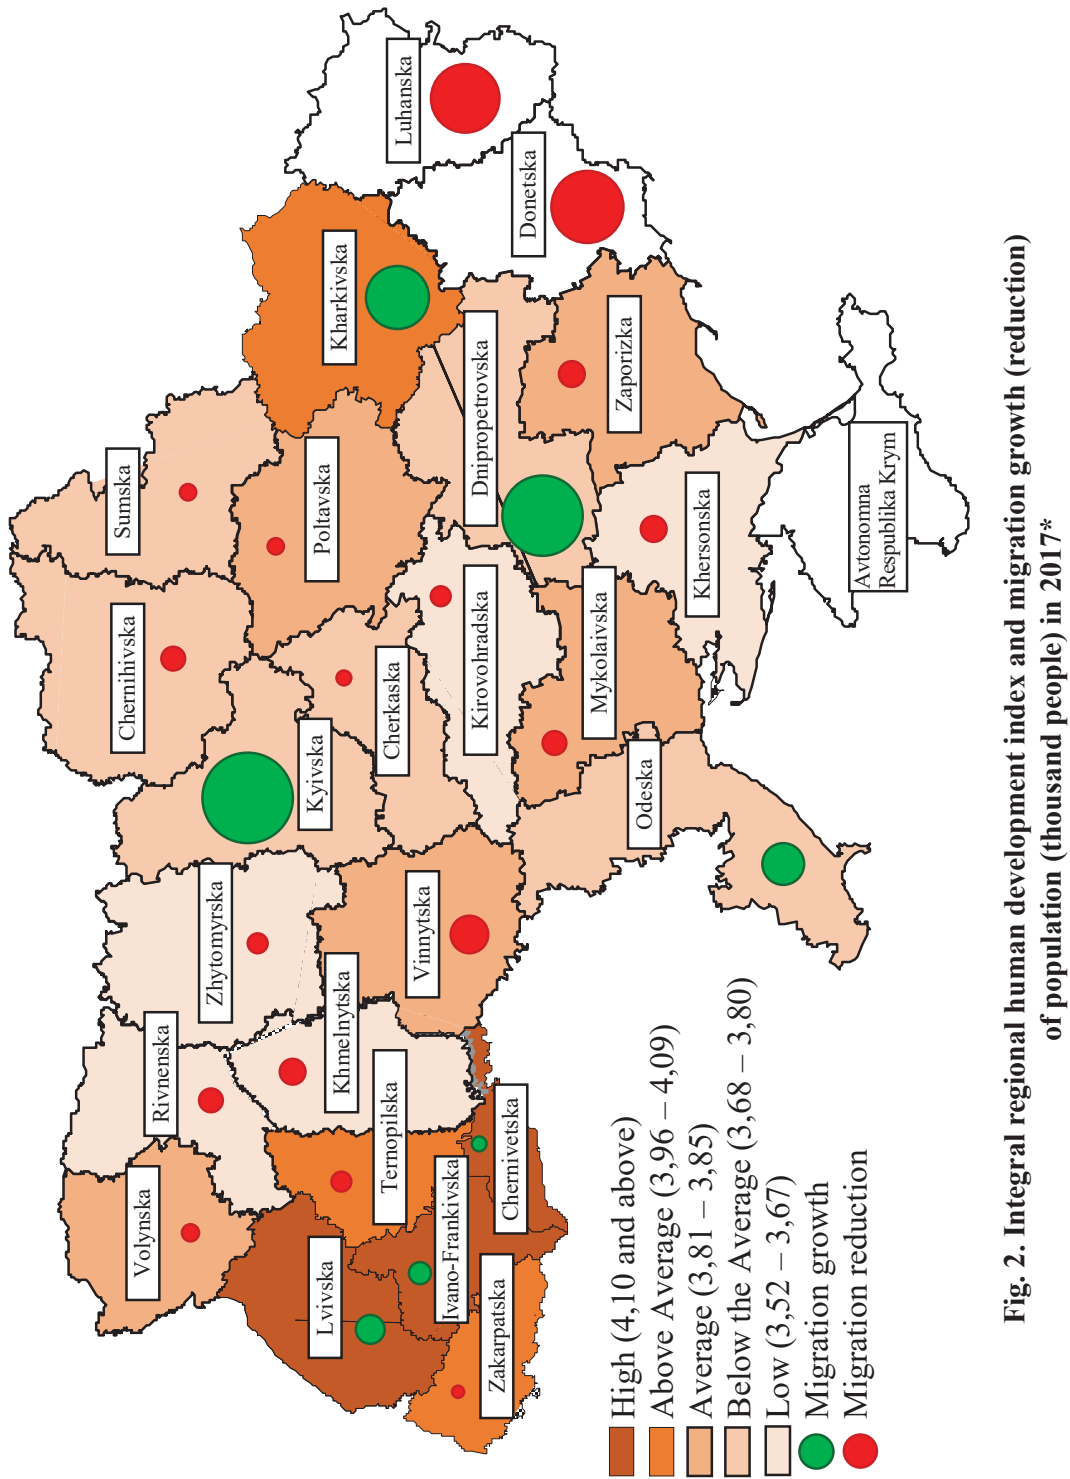 Luhanska
Donetska
Kharkivska
Dnipropetrovska
Zaporizka
Avtonomna
Respublika Krym
Sumska
Poltavska
Khersonska
Chernihivska
Kyivska
Cherkaska
Kirovohradska
Mykolaivska
Odeska
Zhytomyrska
Vinnytska
Rivnenska
Khmelnytska
Volynska
Ternopilska
Chernivetska
Lvivska
Ivano-Frankivska
Zakarpatska
High (4,10 and above)
Above Average (3,96 – 4,09)
Average (3,81 – 3,85)
Below the Average (3,68 – 3,80)
Low (3,52 – 3,67)
Migration growth
Migration reduction
Fig. 2. Integral regional human development index and migration growth (reduction)
of population (thousand people) in 2017*